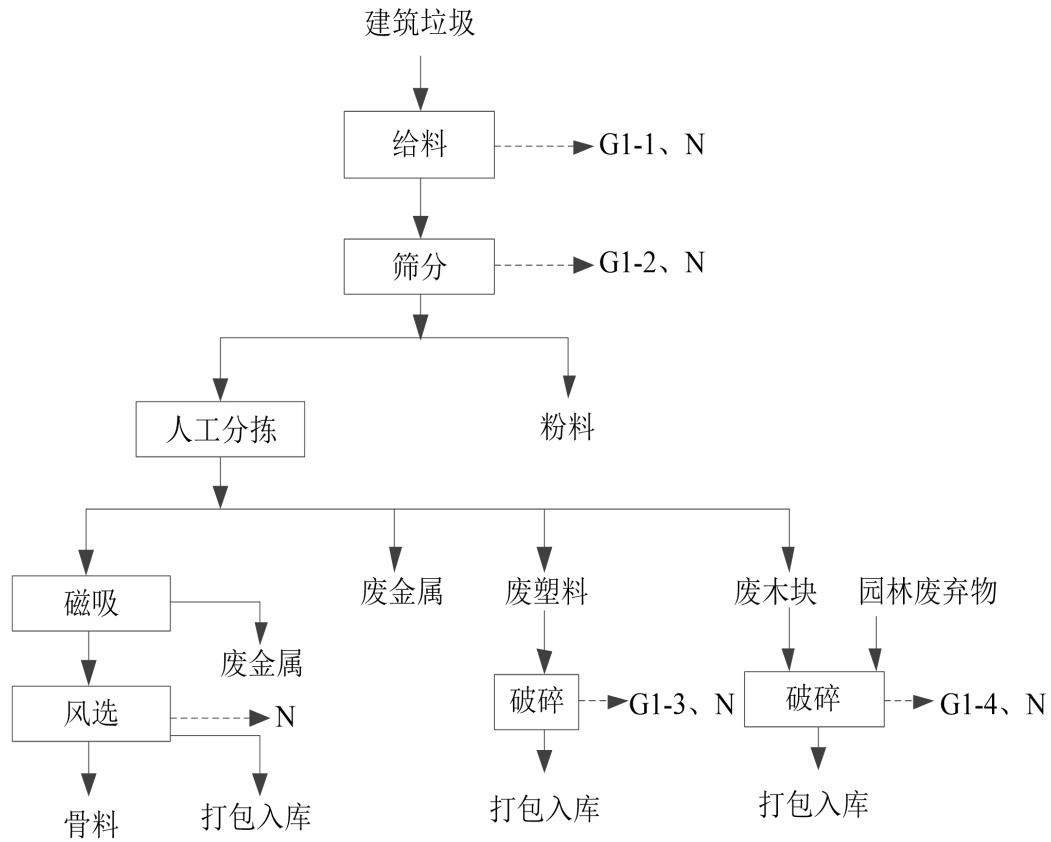 建筑垃圾
给料
G1-1、N
筛分
G1-2、N
人工分拣
粉料
磁吸
废金属
废塑料
废木块
园林废弃物
废金属
风选
N
破碎
G1-3、N
破碎
G1-4、N
骨料
打包入库
打包入库
打包入库